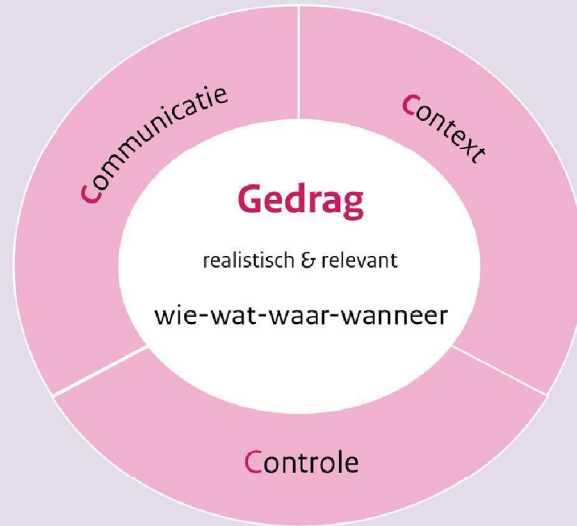 Communicatie
Context
Gedrag
realistisch & relevant
wie-wat-waar-wanneer
Controle